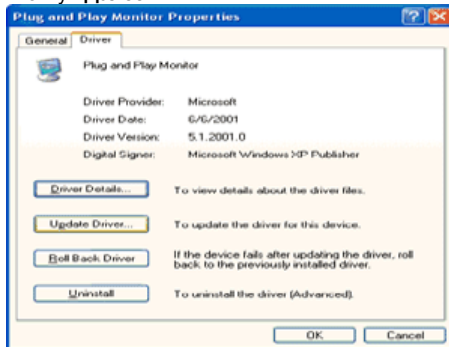 Plug and Play Monitor Properties
General Driver
Plug and Play Monitor
Driver Provider: Microsoft
Driver Date: 6/6/2001
Driver Version: 5.1.2001.0
Digital Signer: Microsoft Windows XP Publisher
Driver Details... To view details about the driver files.
Update Driver... To update the driver for this device.
Roll Back Driver If the device fails after updating the driver, roll
back to the previously installed driver.
Uninstall To uninstall the driver (Advanced).
OK Cancel